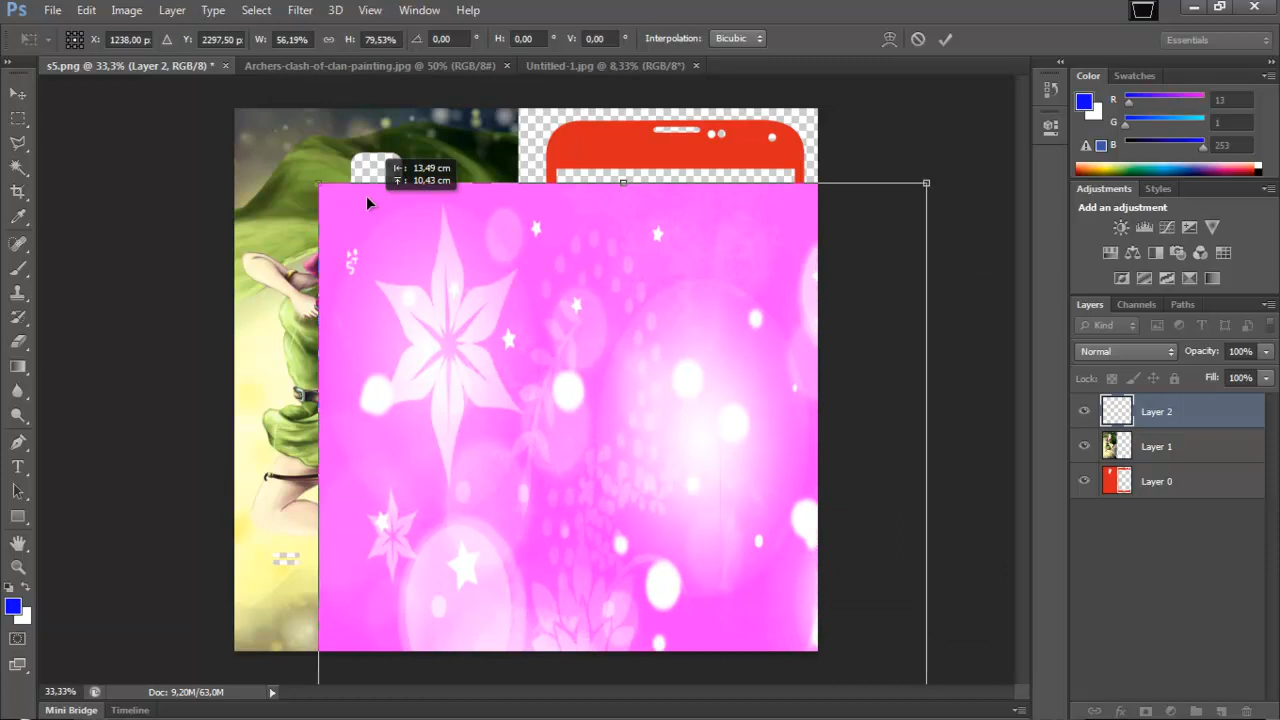 Ps File Edit Image Layer Type Select Filter 3D View Window Help
X: 1238,00 px Y: 2297,50 px W: 56,19% H: 79,53% 0,00 ° H: 0,00 ° V: 0,00 ° Interpolation: Bicubic Essentials
s5.png @ 33,3% (Layer 2, RGB/8) * × Archers-clash-of-clan-painting.jpg @ 50% (RGB/8#) × Untitled-1.jpg @ 8,33% (RGB/8*) ×
Color Swatches
R 13
G 1
B 253
13,49 cm
10,43 cm
Adjustments Styles
Add an adjustment
Layers Channels Paths
Kind
Normal Opacity: 100%
Lock: Fill: 100%
Layer 2
Layer 1
Layer 0
33,33% Doc: 9,20M/63,0M
Mini Bridge Timeline